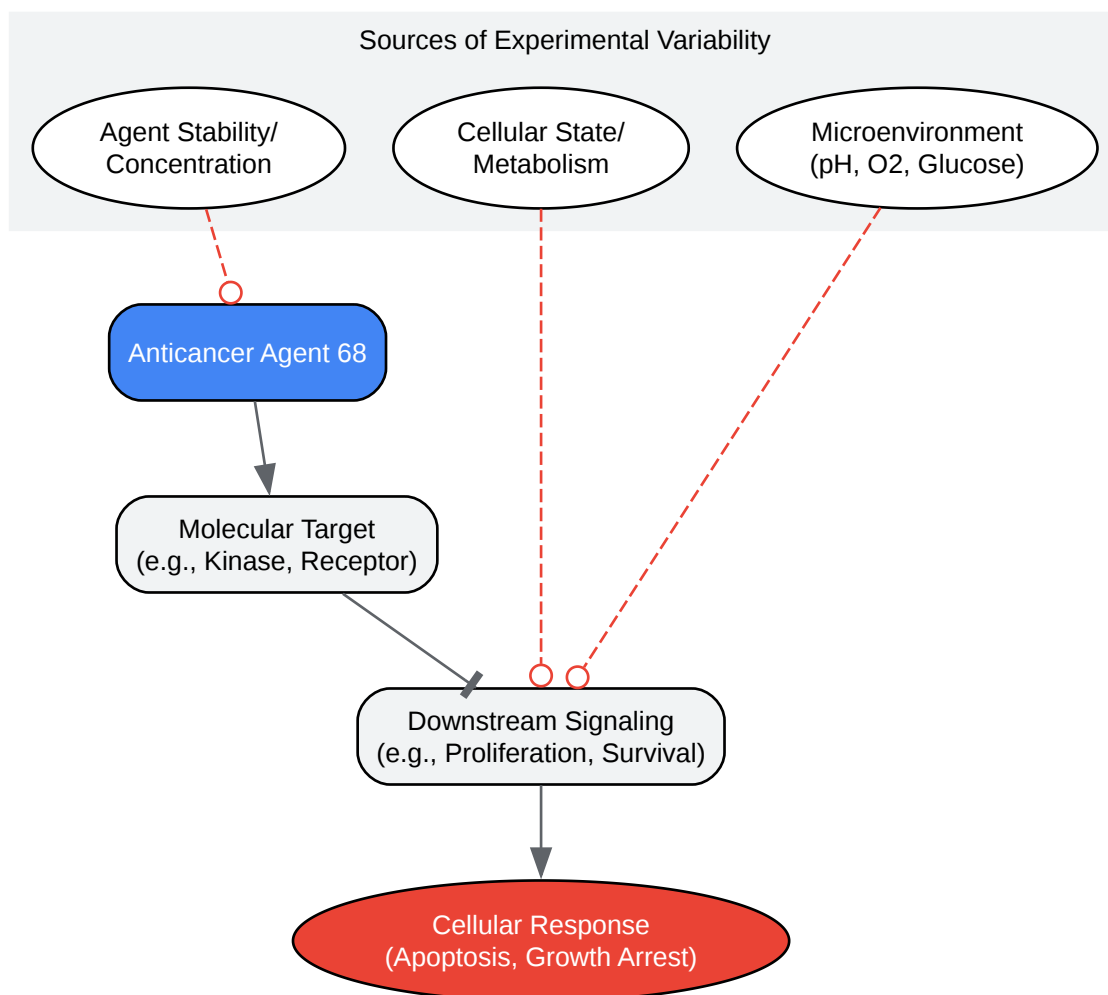 Sources of Experimental Variability
Agent Stability/
Concentration
Cellular State/
Metabolism
Microenvironment
(pH, O2, Glucose)
Anticancer Agent 68
Molecular Target
(e.g., Kinase, Receptor)
Downstream Signaling
(e.g., Proliferation, Survival)
Cellular Response
(Apoptosis, Growth Arrest)